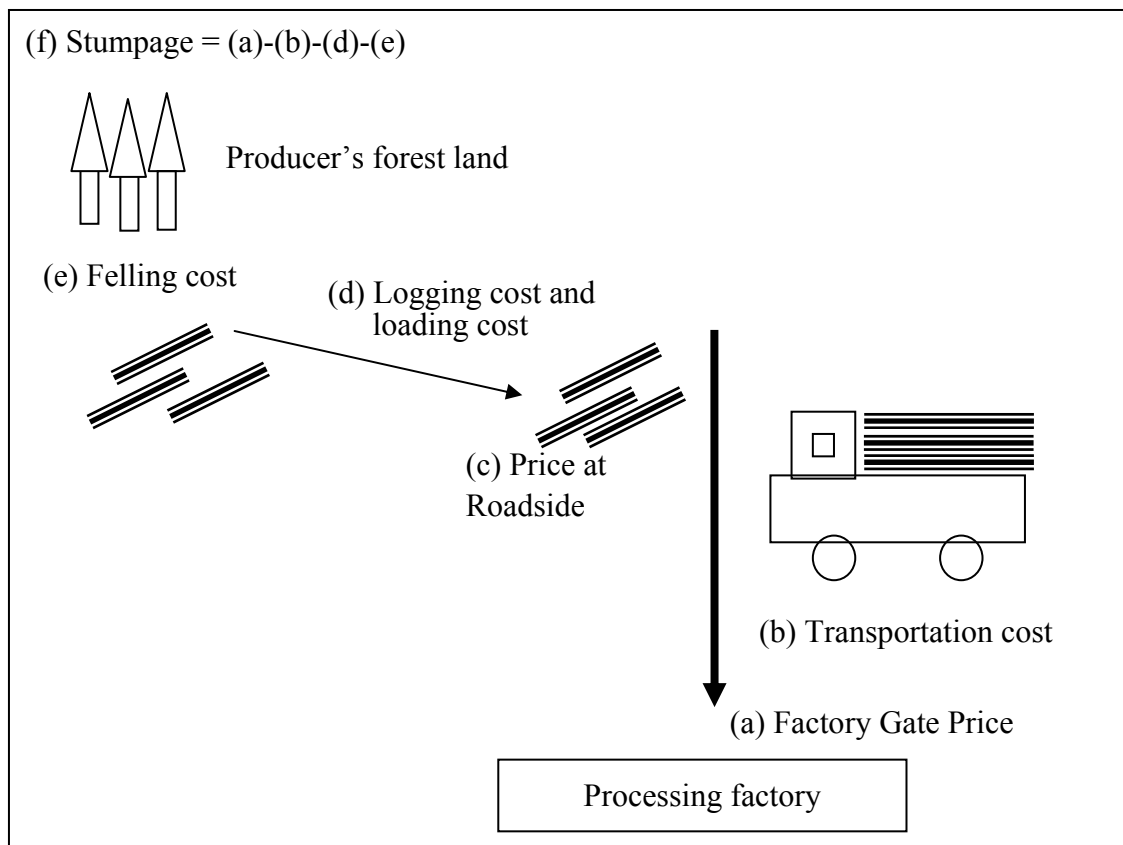 (f) Stumpage = (a)-(b)-(d)-(e)
Producer’s forest land
(e) Felling cost
(d) Logging cost and
loading cost
(c) Price at
Roadside
(b) Transportation cost
(a) Factory Gate Price
Processing factory